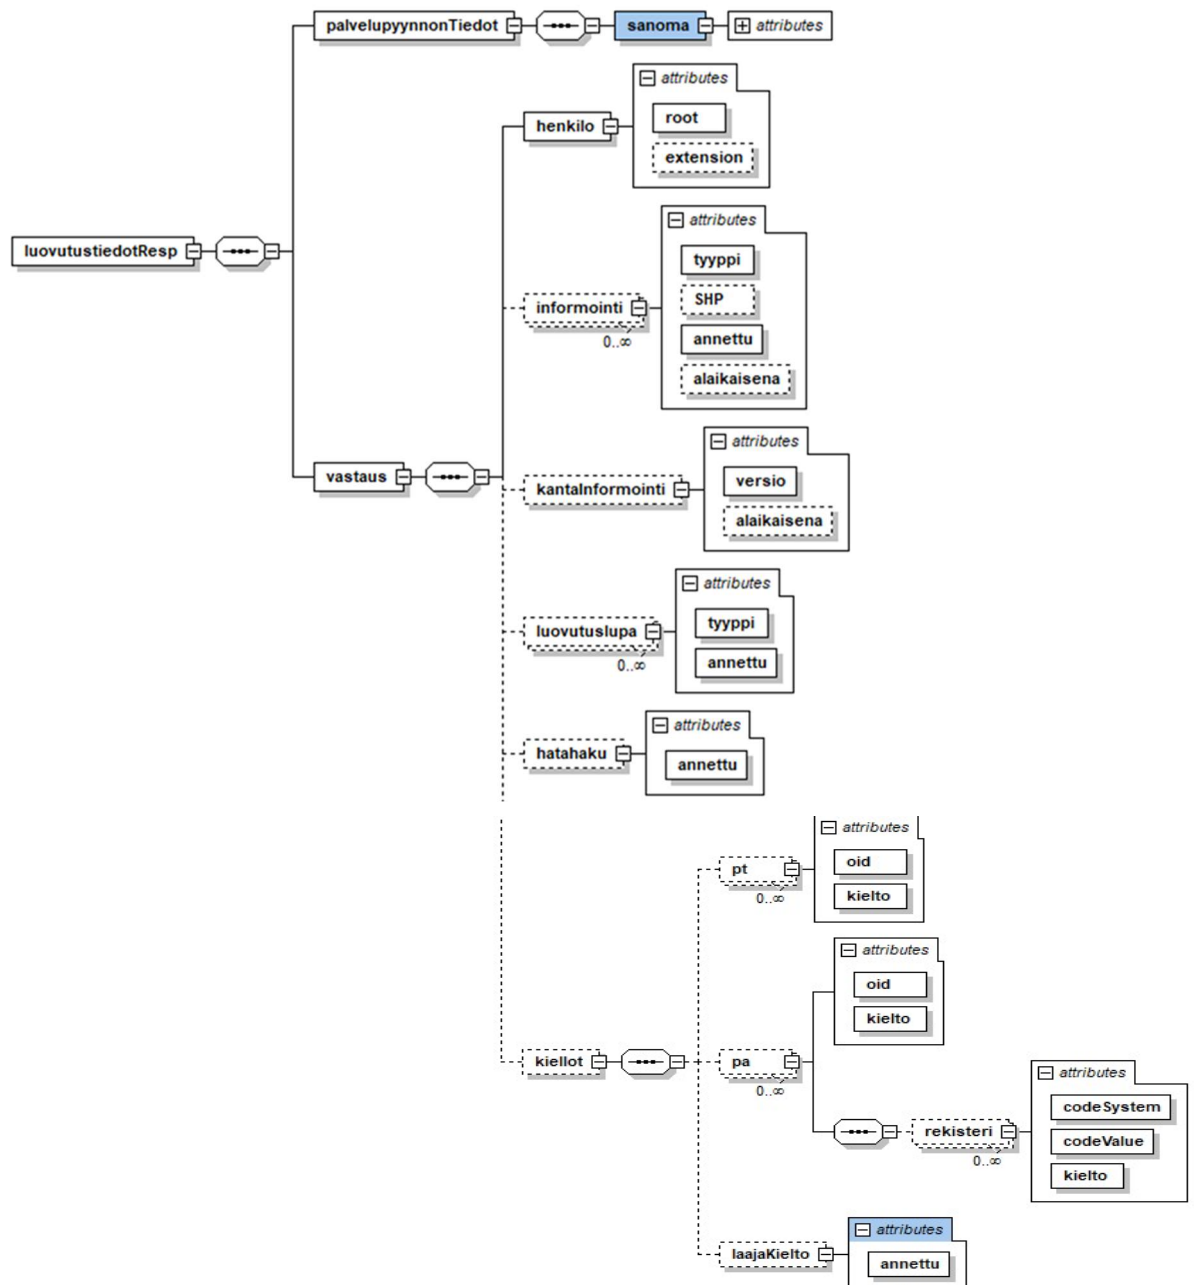 palvelupyynnonTiedot
sanoma
attributes
attributes
root
henkilo
extension
attributes
luovutustiedotResp
tyyppi
SHP
informointi
0..∞
annettu
alaikaisena
attributes
vastaus
versio
kantaInformointi
alaikaisena
attributes
tyyppi
luovutuslupa
0..∞
annettu
attributes
hatahaku
annettu
attributes
oid
pt
0..∞
kielto
attributes
oid
kielto
kiellot
pa
0..∞
attributes
codeSystem
rekisteri
0..∞
codeValue
kielto
attributes
laajaKielto
annettu